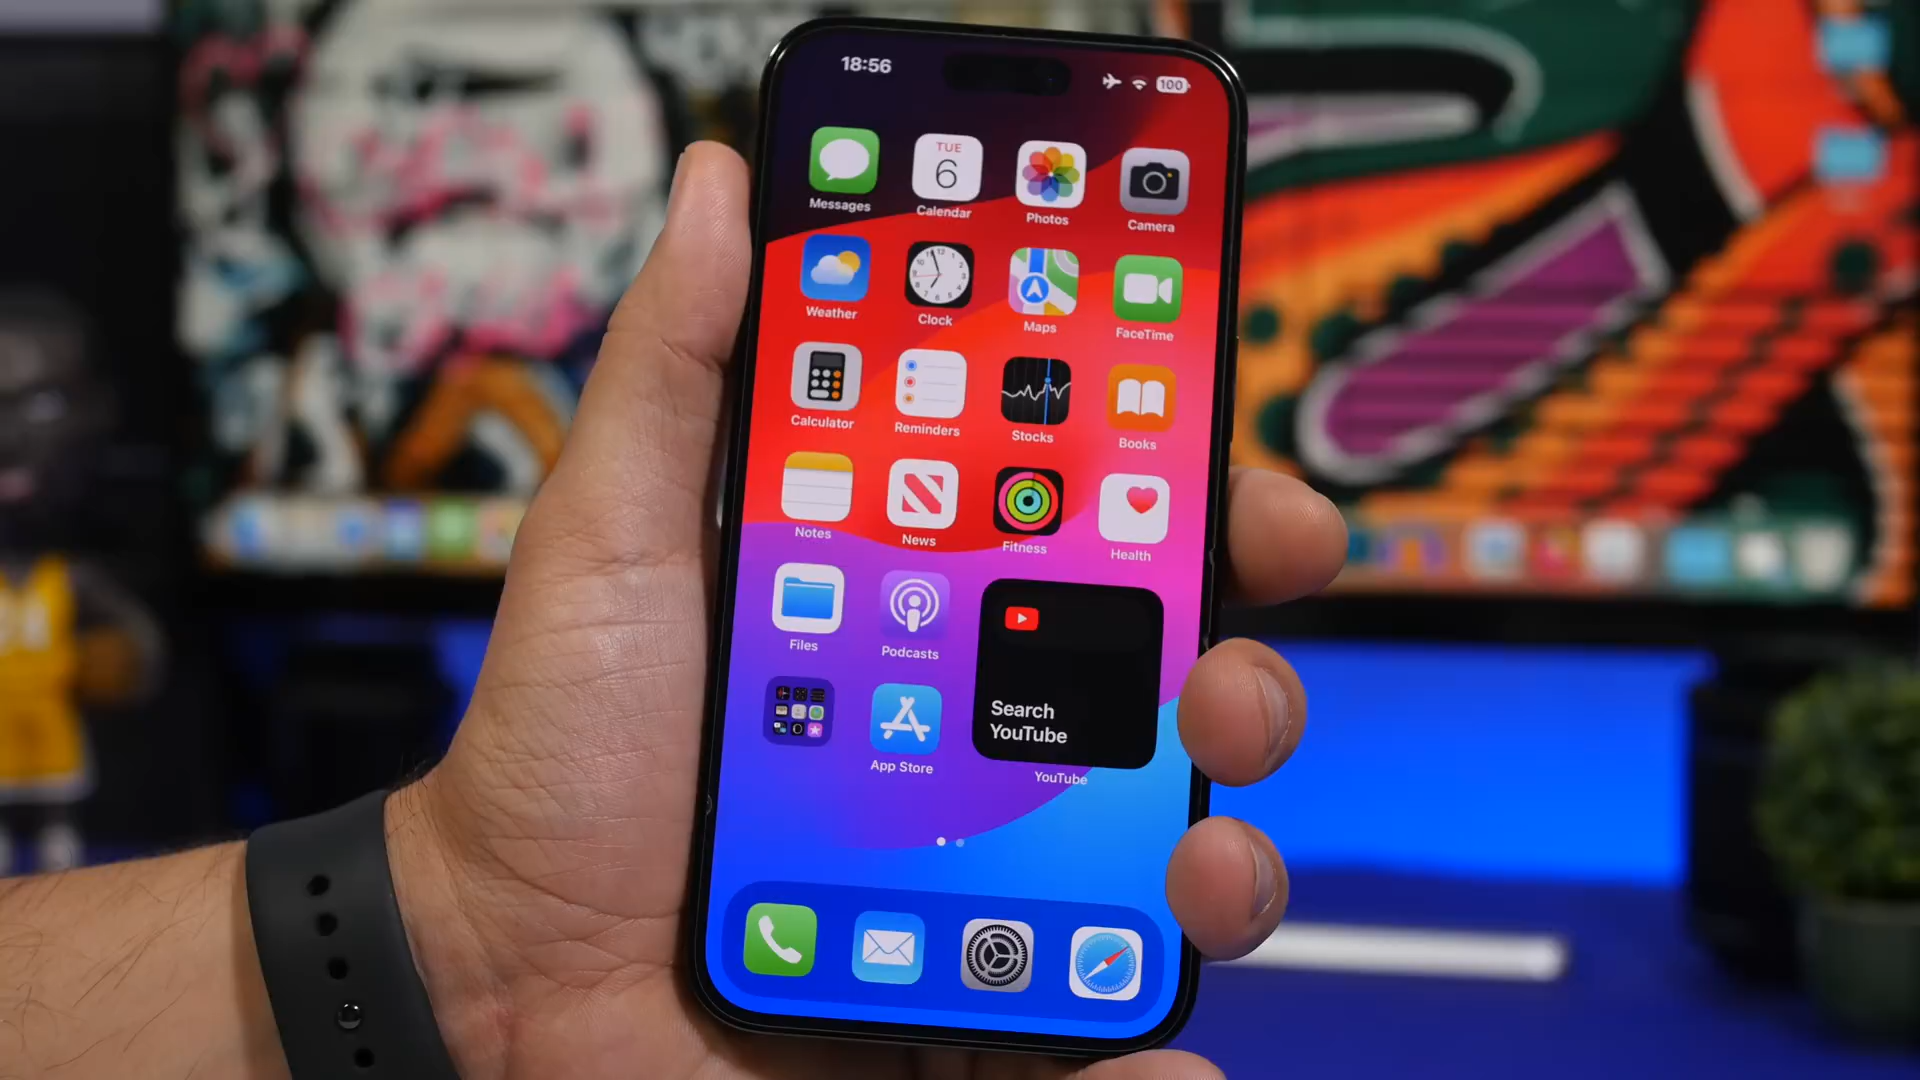 18:56
100
TUE
6
Messages
Calendar
Photos
Camera
Weather
Clock
Maps
FaceTime
Calculator
Reminders
Stocks
Books
Notes
News
Fitness
Health
Files
Podcasts
Search
YouTube
App Store
YouTube